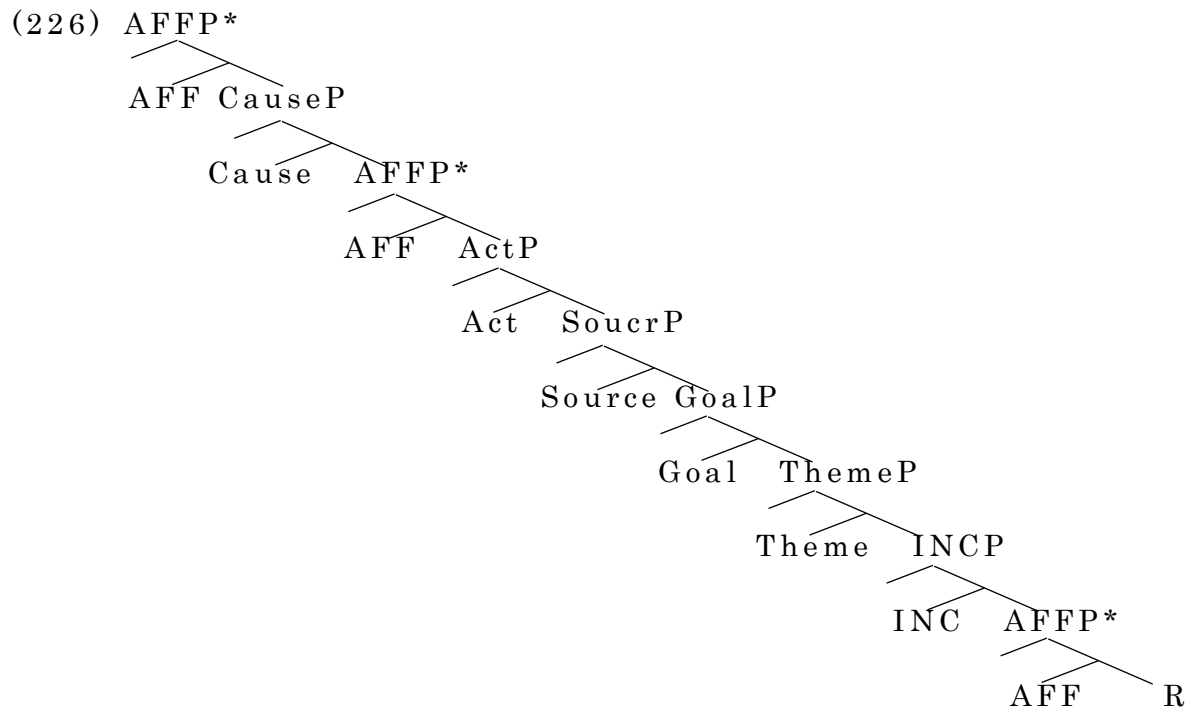 (226) AFFP*
AFF CauseP
Cause AFFP*
AFF ActP
Act SoucrP
Source GoalP
Goal ThemeP
Theme INCP
INC AFFP*
AFF R